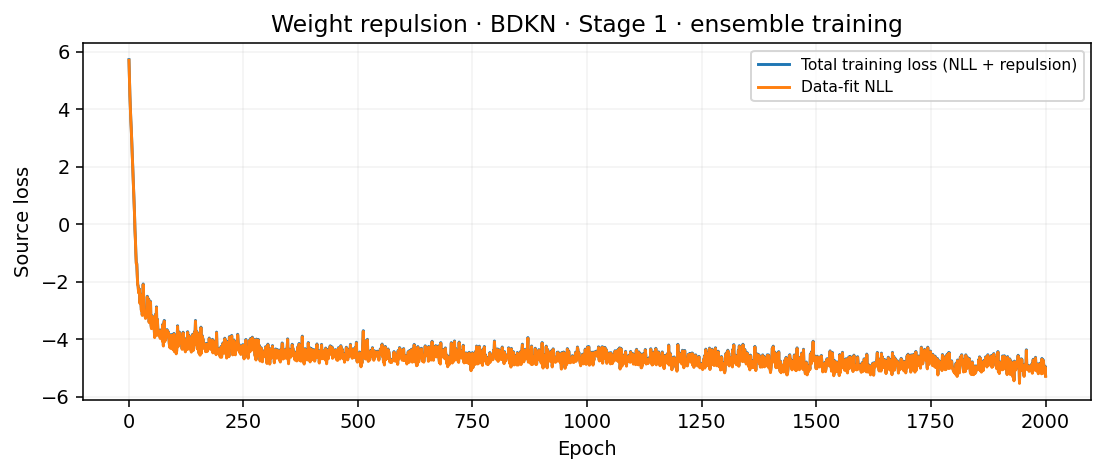 Weight repulsion · BDKN · Stage 1 · ensemble training
Total training loss (NLL + repulsion)
Data-fit NLL
Source loss
6
4
2
0
−2
−4
−6
0 250 500 750 1000 1250 1500 1750 2000
Epoch